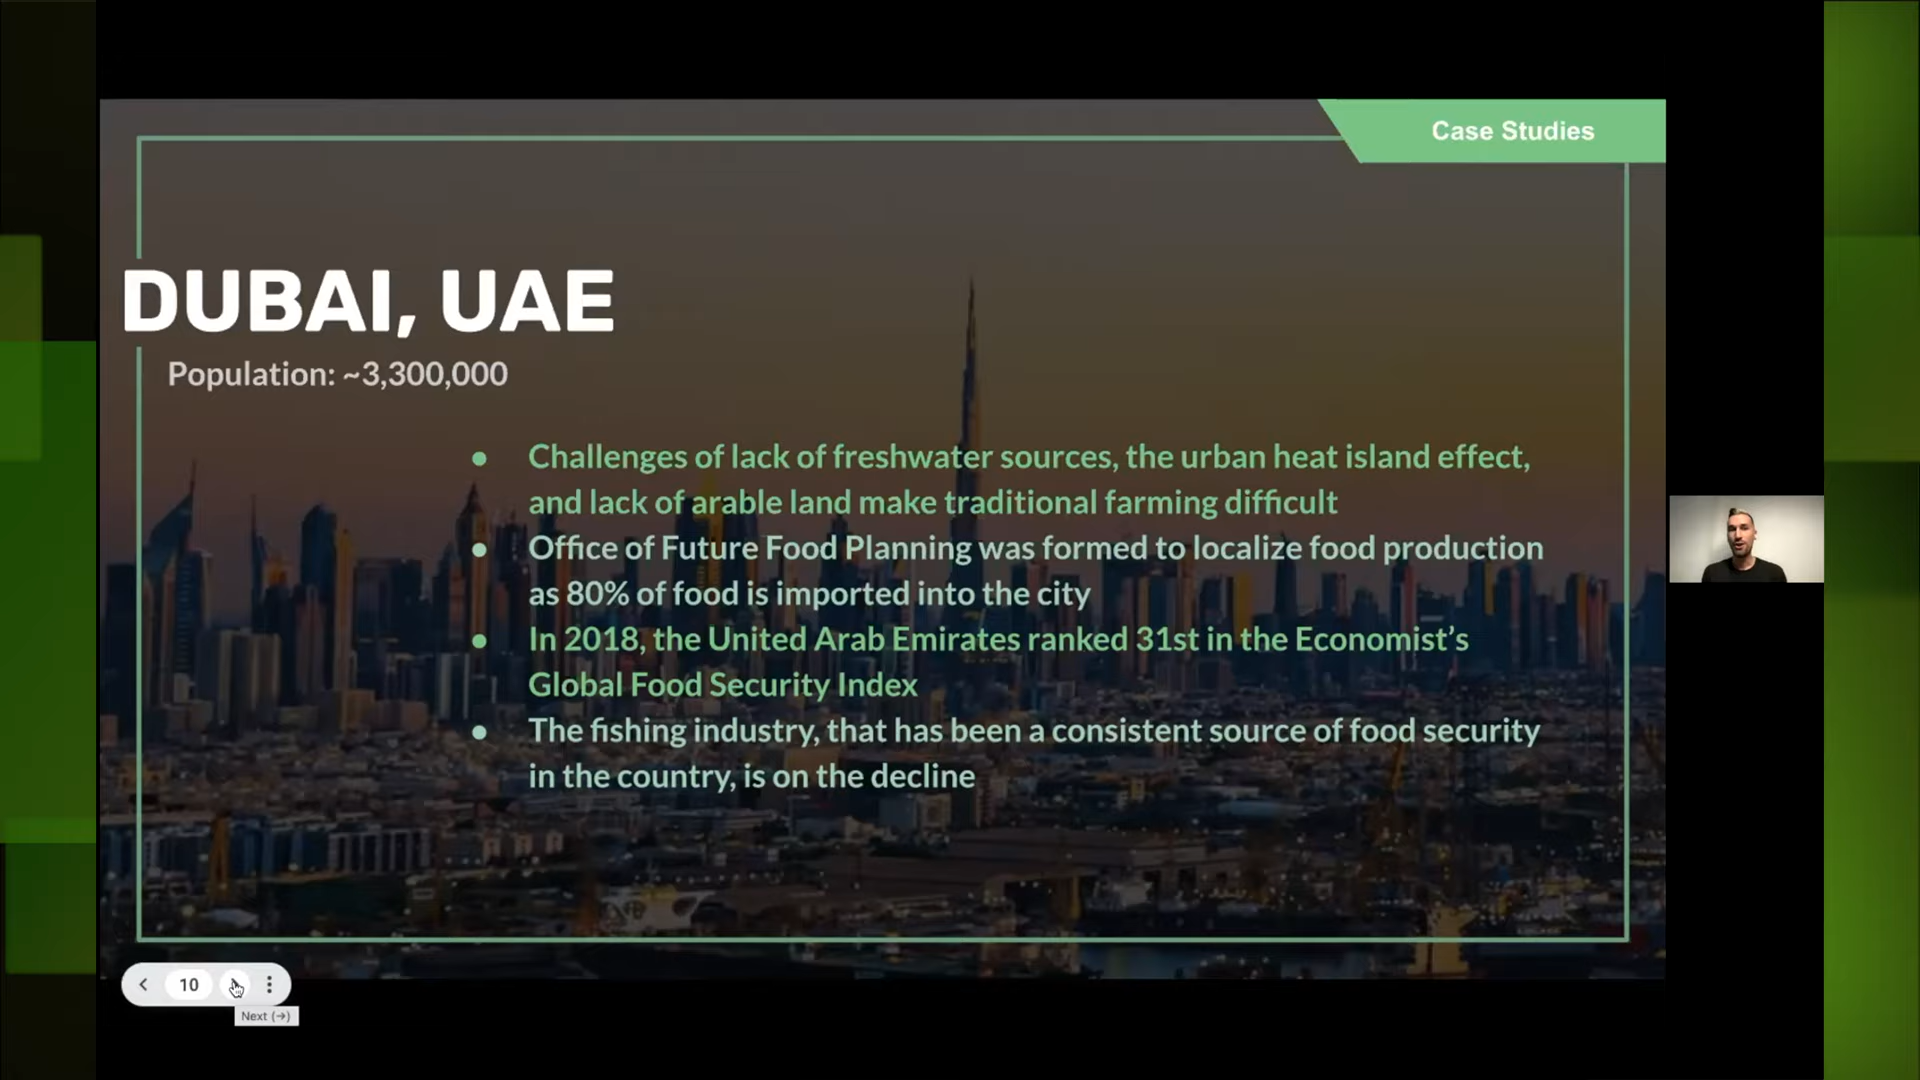 Case Studies
DUBAI, UAE
Population: ~3,300,000
● Challenges of lack of freshwater sources, the urban heat island effect,
and lack of arable land make traditional farming difficult
● Office of Future Food Planning was formed to localize food production
as 80% of food is imported into the city
● In 2018, the United Arab Emirates ranked 31st in the Economist’s
Global Food Security Index
● The fishing industry, that has been a consistent source of food security
in the country, is on the decline
10
Next (→)